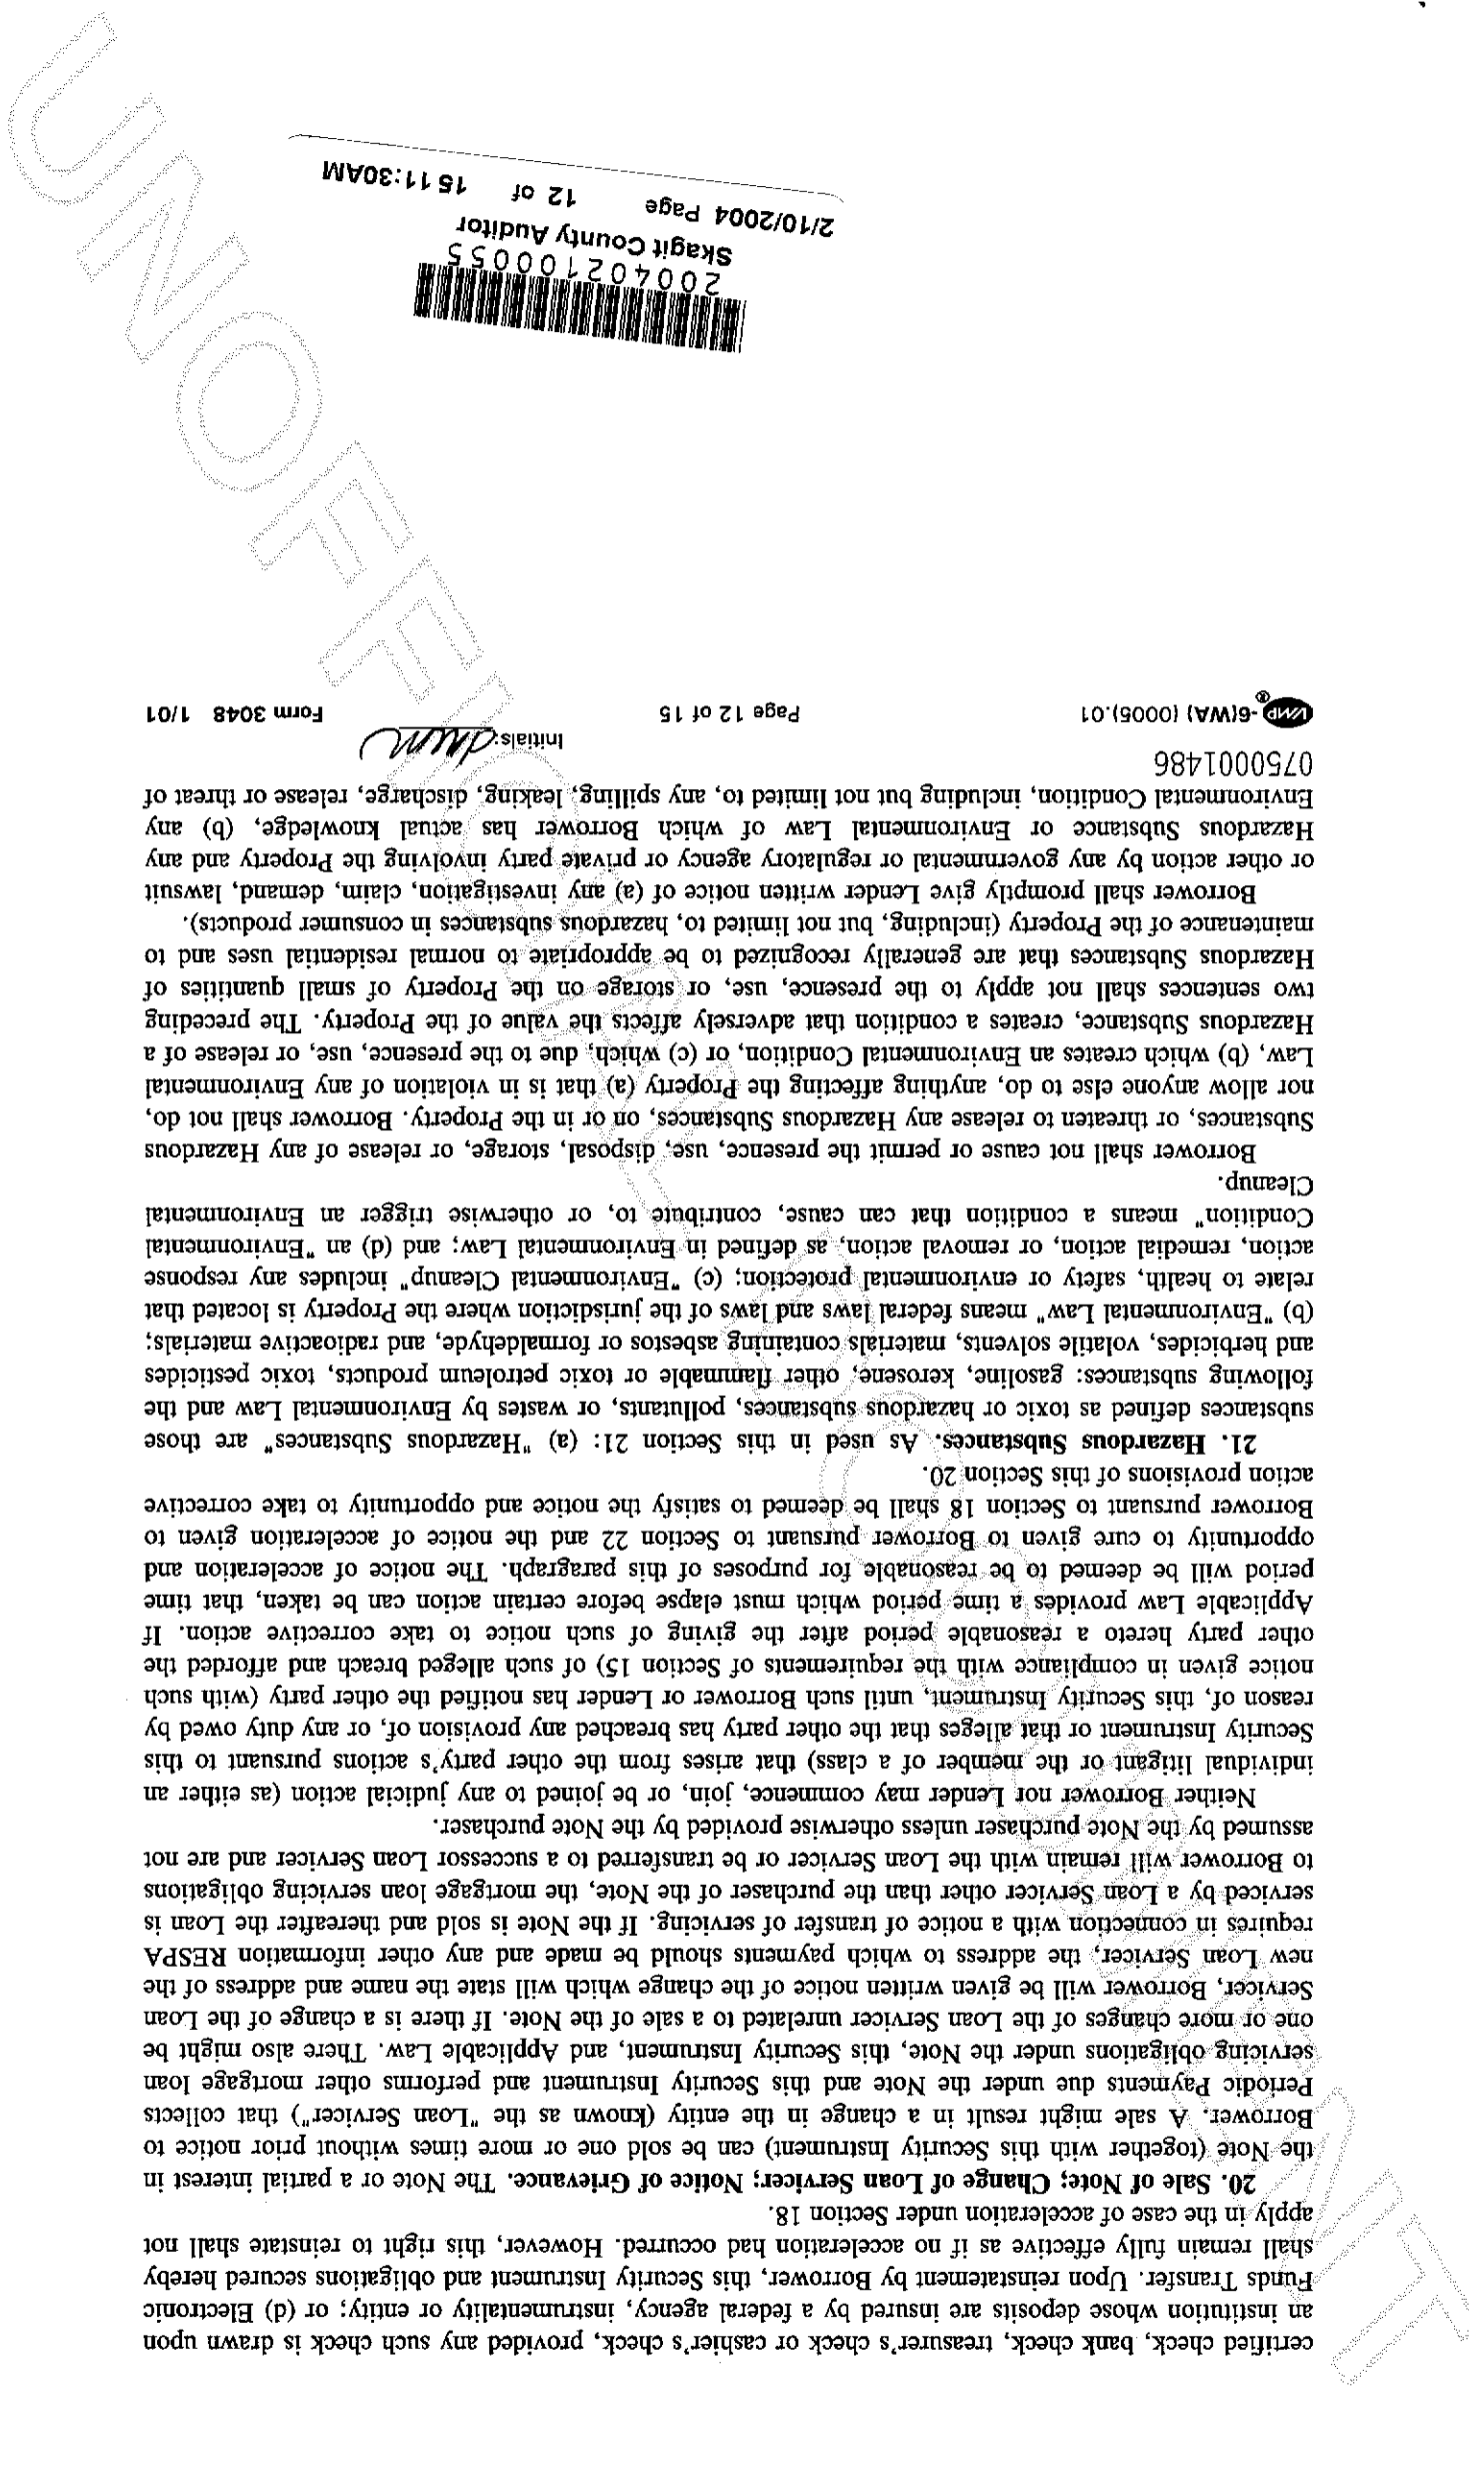 certified check, bank check, treasurer's check or cashier's check, provided any such check is drawn upon
an institution whose deposits are insured by a federal agency, instrumentality or entity; or (d) Electronic
Funds Transfer. Upon reinstatement by Borrower, this Security Instrument and obligations secured hereby
shall remain fully effective as if no acceleration had occurred. However, this right to reinstate shall not
apply in the case of acceleration under Section 18.
20. Sale of Note; Change of Loan Servicer; Notice of Grievance. The Note or a partial interest in
the Note (together with this Security Instrument) can be sold one or more times without prior notice to
Borrower. A sale might result in a change in the entity (known as the "Loan Servicer") that collects
Periodic Payments due under the Note and this Security Instrument and performs other mortgage loan
servicing obligations under the Note, this Security Instrument, and Applicable Law. There also might be
one or more changes of the Loan Servicer unrelated to a sale of the Note. If there is a change of the Loan
Servicer, Borrower will be given written notice of the change which will state the name and address of the
new Loan Servicer, the address to which payments should be made and any other information RESPA
requires in connection with a notice of transfer of servicing. If the Note is sold and thereafter the Loan is
serviced by a Loan Servicer other than the purchaser of the Note, the mortgage loan servicing obligations
to Borrower will remain with the Loan Servicer or be transferred to a successor Loan Servicer and are not
assumed by the Note purchaser unless otherwise provided by the Note purchaser.
Neither Borrower nor Lender may commence, join, or be joined to any judicial action (as either an
individual litigant or the member of a class) that arises from the other party's actions pursuant to this
Security Instrument or that alleges that the other party has breached any provision of, or any duty owed by
reason of, this Security Instrument, until such Borrower or Lender has notified the other party (with such
notice given in compliance with the requirements of Section 15) of such alleged breach and afforded the
other party hereto a reasonable period after the giving of such notice to take corrective action. If
Applicable Law provides a time period which must elapse before certain action can be taken, that time
period will be deemed to be reasonable for purposes of this paragraph. The notice of acceleration and
opportunity to cure given to Borrower pursuant to Section 22 and the notice of acceleration given to
Borrower pursuant to Section 18 shall be deemed to satisfy the notice and opportunity to take corrective
action provisions of this Section 20.
21. Hazardous Substances. As used in this Section 21: (a) "Hazardous Substances" are those
substances defined as toxic or hazardous substances, pollutants, or wastes by Environmental Law and the
following substances: gasoline, kerosene, other flammable or toxic petroleum products, toxic pesticides
and herbicides, volatile solvents, materials containing asbestos or formaldehyde, and radioactive materials;
(b) "Environmental Law" means federal laws and laws of the jurisdiction where the Property is located that
relate to health, safety or environmental protection; (c) "Environmental Cleanup" includes any response
action, remedial action, or removal action, as defined in Environmental Law; and (d) an "Environmental
Condition" means a condition that can cause, contribute to, or otherwise trigger an Environmental
Cleanup.
Borrower shall not cause or permit the presence, use, disposal, storage, or release of any Hazardous
Substances, or threaten to release any Hazardous Substances, on or in the Property. Borrower shall not do,
nor allow anyone else to do, anything affecting the Property (a) that is in violation of any Environmental
Law, (b) which creates an Environmental Condition, or (c) which, due to the presence, use, or release of a
Hazardous Substance, creates a condition that adversely affects the value of the Property. The preceding
two sentences shall not apply to the presence, use, or storage on the Property of small quantities of
Hazardous Substances that are generally recognized to be appropriate to normal residential uses and to
maintenance of the Property (including, but not limited to, hazardous substances in consumer products).
Borrower shall promptly give Lender written notice of (a) any investigation, claim, demand, lawsuit
or other action by any governmental or regulatory agency or private party involving the Property and any
Hazardous Substance or Environmental Law of which Borrower has actual knowledge, (b) any
Environmental Condition, including but not limited to, any spilling, leaking, discharge, release or threat of
0750001486
Initials:
VMP®-6(WA) (0005).01 Page 12 of 15 Form 3048 1/01
200402100055
Skagit County Auditor
2/10/2004 Page 12 of 15 11:30AM
UNOFFICIAL DOCUMENT